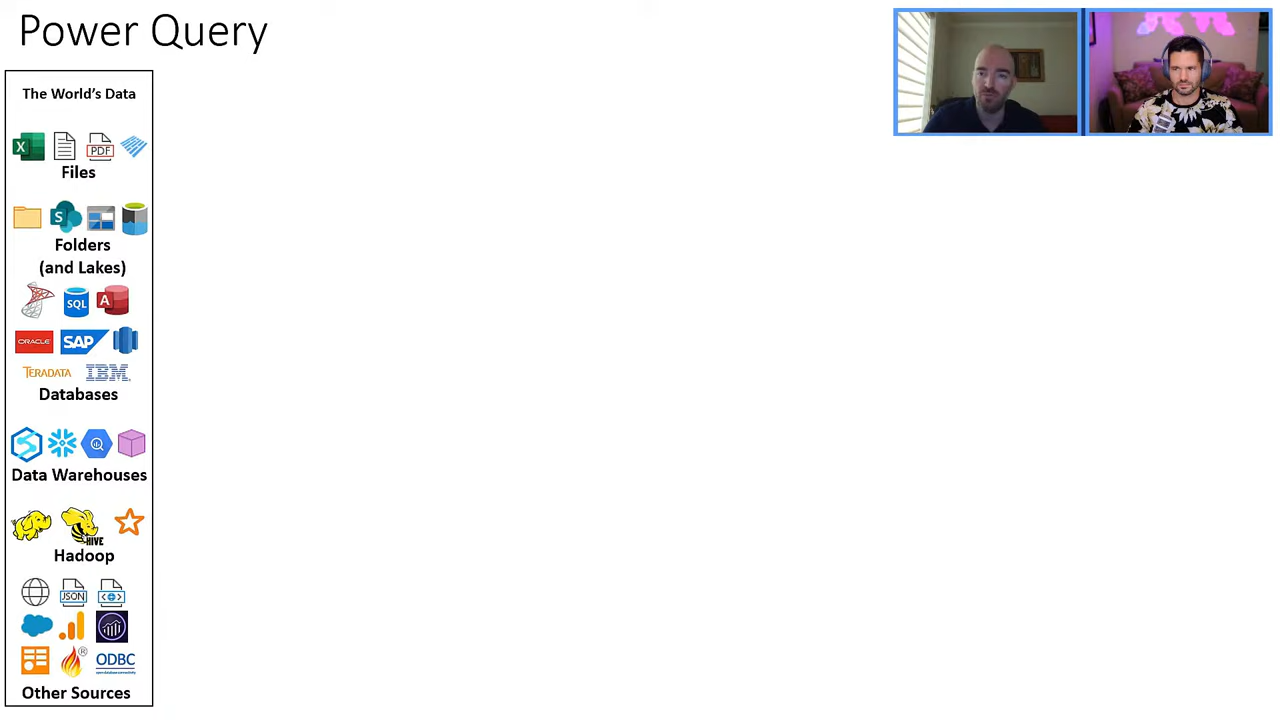 Power Query
The World's Data
X PDF
Files
S
Folders
(and Lakes)
SQL A
ORACLE SAP
TERADATA IBM
Databases
Data Warehouses
HIVE
Hadoop
JSON
ODBC
Other Sources